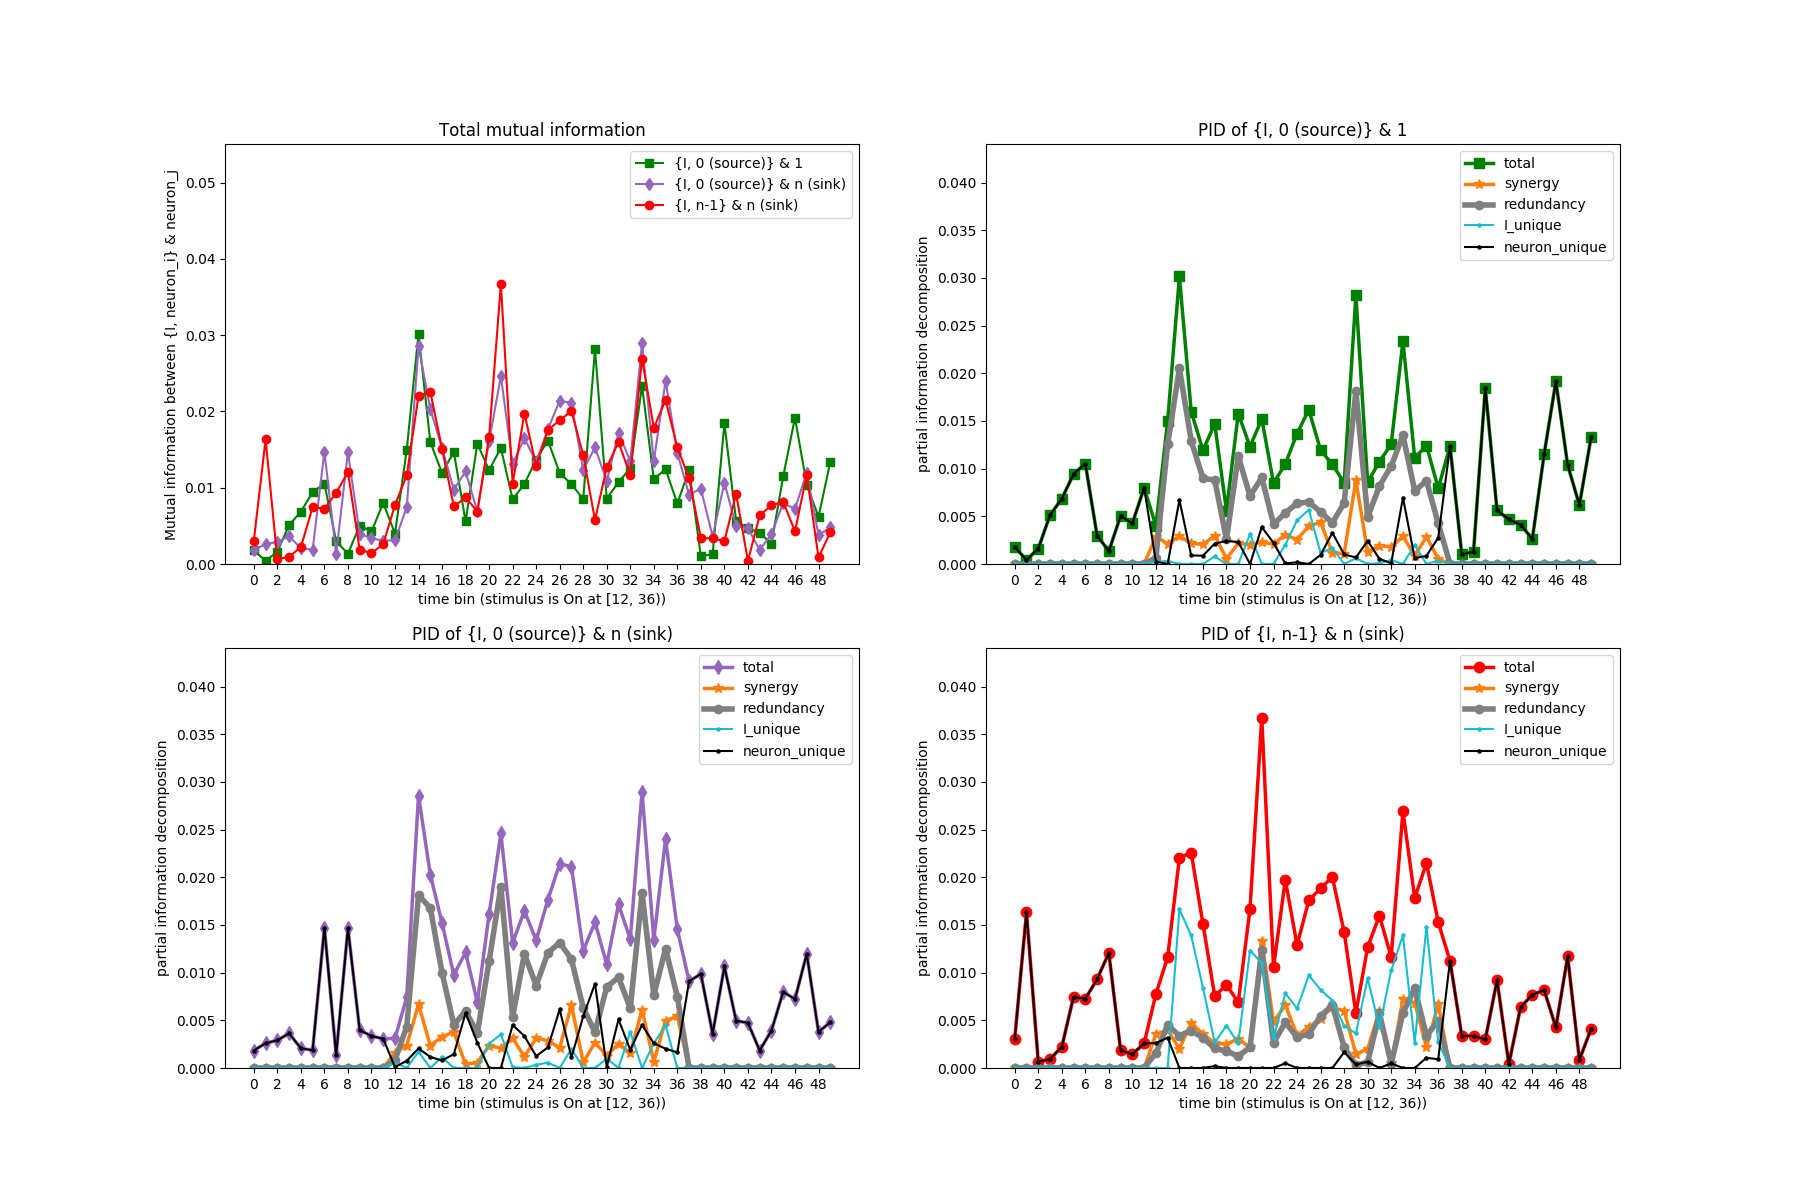 Total mutual information
Mutual information between {I, neuron_i} & neuron_j
0.05
0.04
0.03
0.02
0.01
0.00
{I, 0 (source)} & 1
{I, 0 (source)} & n (sink)
{I, n-1} & n (sink)
0 2 4 6 8 10 12 14 16 18 20 22 24 26 28 30 32 34 36 38 40 42 44 46 48
time bin (stimulus is On at [12, 36))
PID of {I, 0 (source)} & 1
partial information decomposition
0.040
0.035
0.030
0.025
0.020
0.015
0.010
0.005
0.000
total
synergy
redundancy
I_unique
neuron_unique
0 2 4 6 8 10 12 14 16 18 20 22 24 26 28 30 32 34 36 38 40 42 44 46 48
time bin (stimulus is On at [12, 36))
PID of {I, 0 (source)} & n (sink)
partial information decomposition
0.040
0.035
0.030
0.025
0.020
0.015
0.010
0.005
0.000
total
synergy
redundancy
I_unique
neuron_unique
0 2 4 6 8 10 12 14 16 18 20 22 24 26 28 30 32 34 36 38 40 42 44 46 48
time bin (stimulus is On at [12, 36))
PID of {I, n-1} & n (sink)
partial information decomposition
0.040
0.035
0.030
0.025
0.020
0.015
0.010
0.005
0.000
total
synergy
redundancy
I_unique
neuron_unique
0 2 4 6 8 10 12 14 16 18 20 22 24 26 28 30 32 34 36 38 40 42 44 46 48
time bin (stimulus is On at [12, 36))